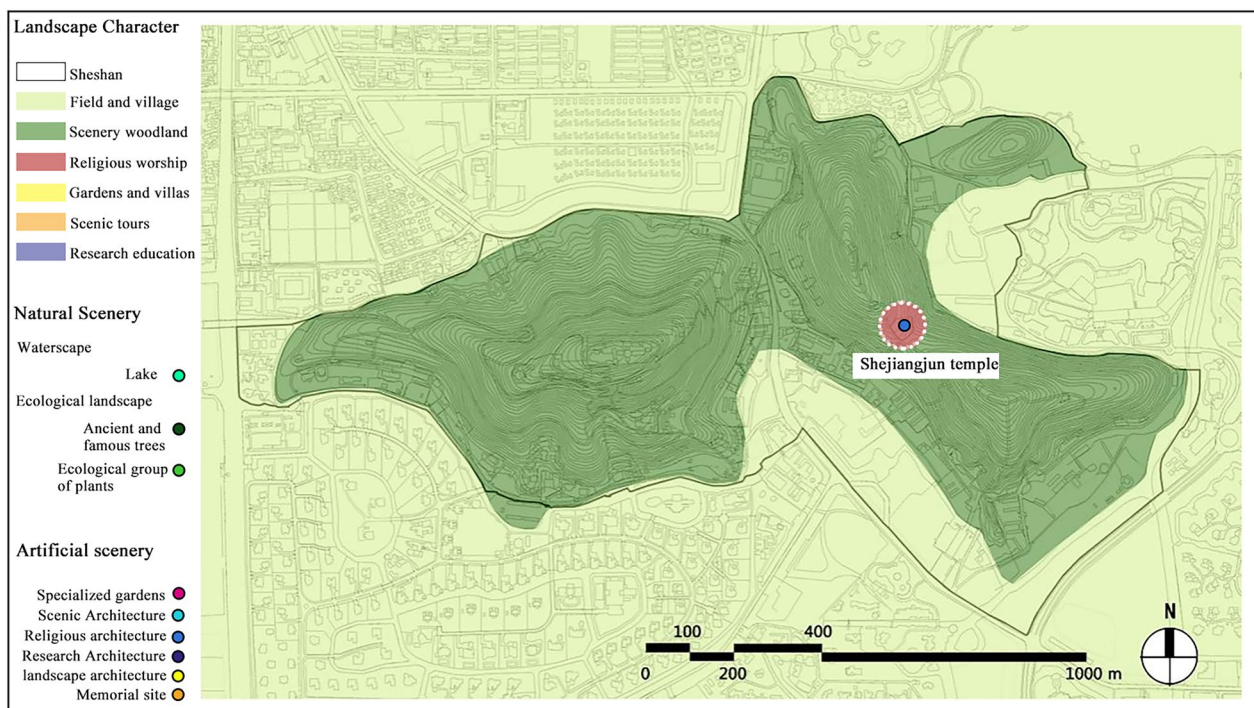 Landscape Character
Sheshan
Field and village
Scenery woodland
Religious worship
Gardens and villas
Scenic tours
Research education
Natural Scenery
Waterscape
Lake
Ecological landscape
Ancient and
famous trees
Ecological group
of plants
Artificial scenery
Specialized gardens
Scenic Architecture
Religious architecture
Research Architecture
landscape architecture
Memorial site
Shejiangjun temple
100
400
0
200
1000 m
N